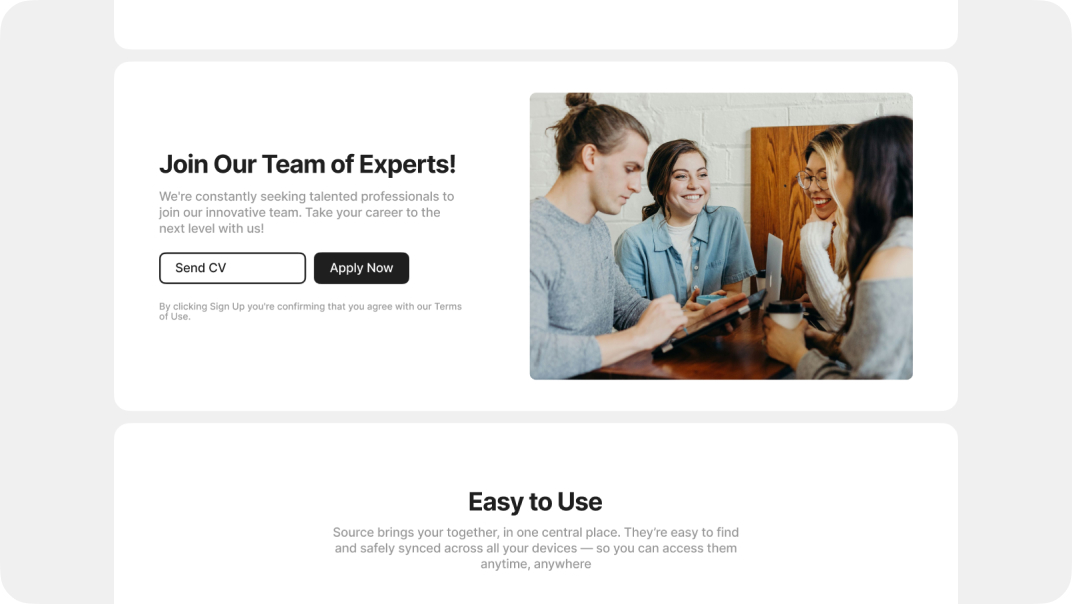 Join Our Team of Experts!
We're constantly seeking talented professionals to
join our innovative team. Take your career to the
next level with us!
Send CV
Apply Now
By clicking Sign Up you're confirming that you agree with our Terms
of Use.
Easy to Use
Source brings your together, in one central place. They're easy to find
and safely synced across all your devices — so you can access them
anytime, anywhere